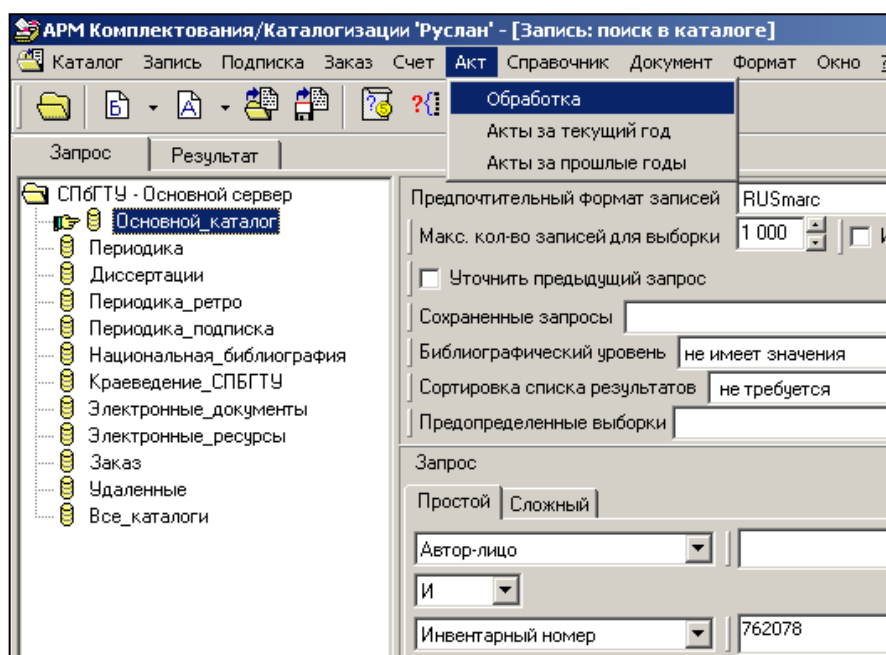 АРМ Комплектования/Каталогизации 'Руслан' - [Запись: поиск в каталоге]
Каталог Запись Подписка Заказ Счет Акт Справочник Документ Формат Окно
Б А
Обработка
Акты за текущий год
Акты за прошлые годы
Запрос Результат
СПбГТУ - Основной сервер
Основной_каталог
Периодика
Диссертации
Периодика_ретро
Периодика_подписка
Национальная_библиография
Краеведение_СПБГТУ
Электронные_документы
Электронные_ресурсы
Заказ
Удаленные
Все_каталоги
Предпочтительный формат записей RUSmarc
Макс. кол-во записей для выборки 1 000
Уточнить предыдущий запрос
Сохраненные запросы
Библиографический уровень не имеет значения
Сортировка списка результатов не требуется
Предопределенные выборки
Запрос
Простой Сложный
Автор-лицо
И
Инвентарный номер 762078